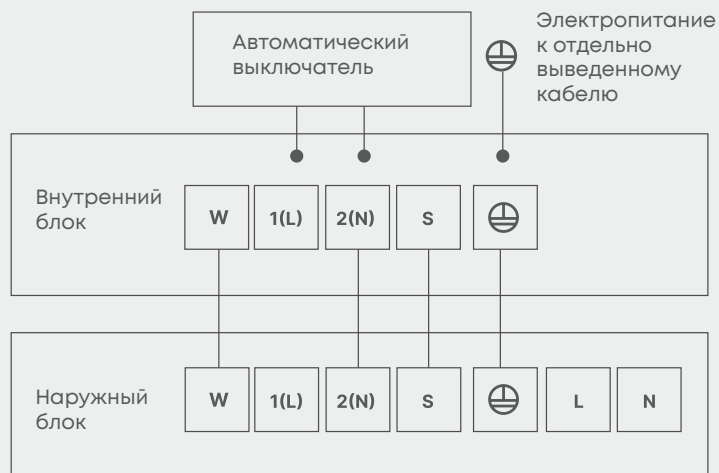 Автоматический
выключатель
Электропитание
к отдельно
выведенному
кабелю
Внутренний
блок
W 1(L) 2(N) S
Наружный
блок
W 1(L) 2(N) S L N